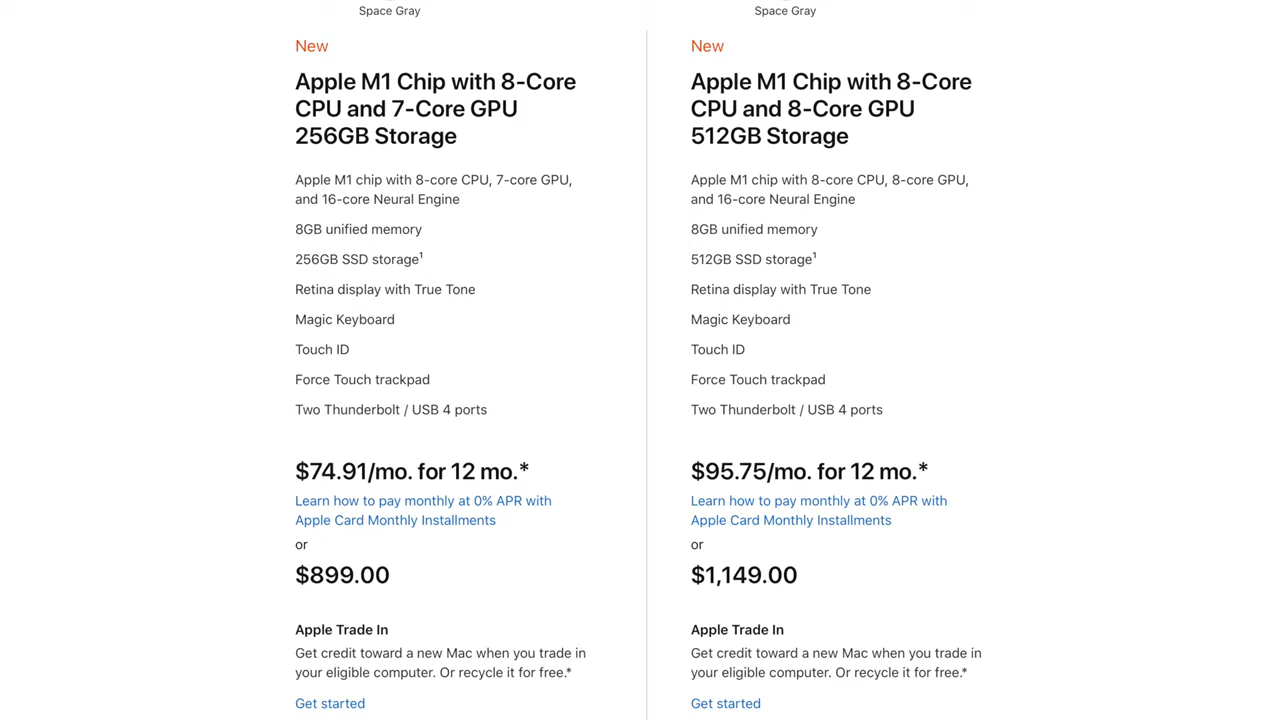 Space Gray
New
Apple M1 Chip with 8-Core
CPU and 7-Core GPU
256GB Storage
Apple M1 chip with 8-core CPU, 7-core GPU,
and 16-core Neural Engine
8GB unified memory
256GB SSD storage¹
Retina display with True Tone
Magic Keyboard
Touch ID
Force Touch trackpad
Two Thunderbolt / USB 4 ports
$74.91/mo. for 12 mo.*
Learn how to pay monthly at 0% APR with
Apple Card Monthly Installments
or
$899.00
Apple Trade In
Get credit toward a new Mac when you trade in
your eligible computer. Or recycle it for free.*
Get started
Space Gray
New
Apple M1 Chip with 8-Core
CPU and 8-Core GPU
512GB Storage
Apple M1 chip with 8-core CPU, 8-core GPU,
and 16-core Neural Engine
8GB unified memory
512GB SSD storage¹
Retina display with True Tone
Magic Keyboard
Touch ID
Force Touch trackpad
Two Thunderbolt / USB 4 ports
$95.75/mo. for 12 mo.*
Learn how to pay monthly at 0% APR with
Apple Card Monthly Installments
or
$1,149.00
Apple Trade In
Get credit toward a new Mac when you trade in
your eligible computer. Or recycle it for free.*
Get started